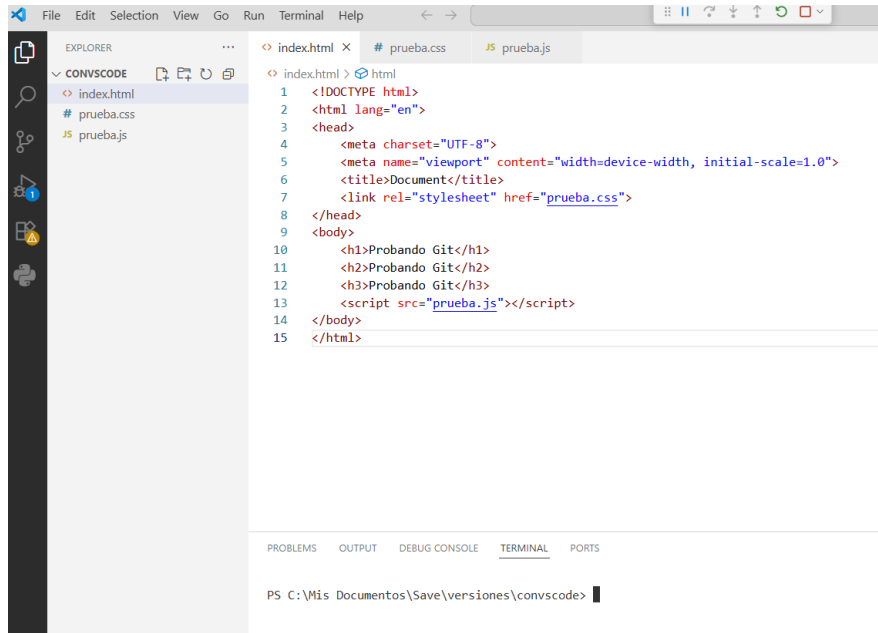 File Edit Selection View Go Run Terminal Help
EXPLORER
index.html
prueba.css
JS prueba.js
CONVSCODE
index.html > html
index.html
prueba.css
JS prueba.js
1
1 <!DOCTYPE html>
2 <html lang="en">
3 <head>
4 <meta charset="UTF-8">
5 <meta name="viewport" content="width=device-width, initial-scale=1.0">
6 <title>Document</title>
7 <link rel="stylesheet" href="prueba.css">
8 </head>
9 <body>
10 <h1>Probando Git</h1>
11 <h2>Probando Git</h2>
12 <h3>Probando Git</h3>
13 <script src="prueba.js"></script>
14 </body>
15 </html>
PROBLEMS OUTPUT DEBUG CONSOLE TERMINAL PORTS
PS C:\Mis Documentos\Save\versiones\convscode>